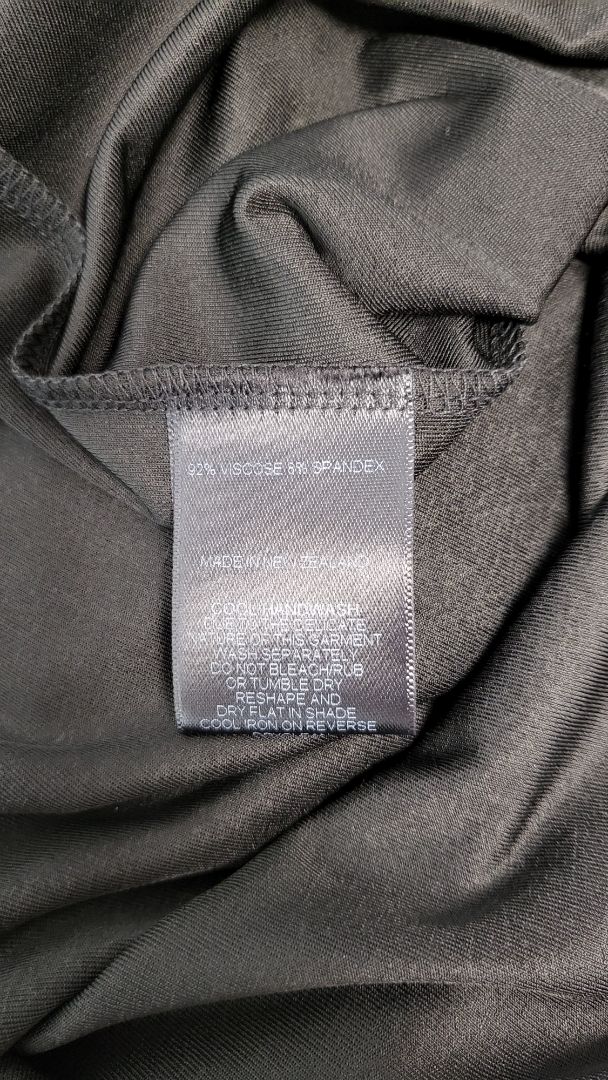 92% VISCOSE 8% SPANDEX
MADE IN NEW ZEALAND
COOL HANDWASH
DUE TO THE DELICATE
NATURE OF THIS GARMENT
WASH SEPARATELY
DO NOT BLEACH/RUB
OR TUMBLE DRY
RESHAPE AND
DRY FLAT IN SHADE
COOL IRON ON REVERSE